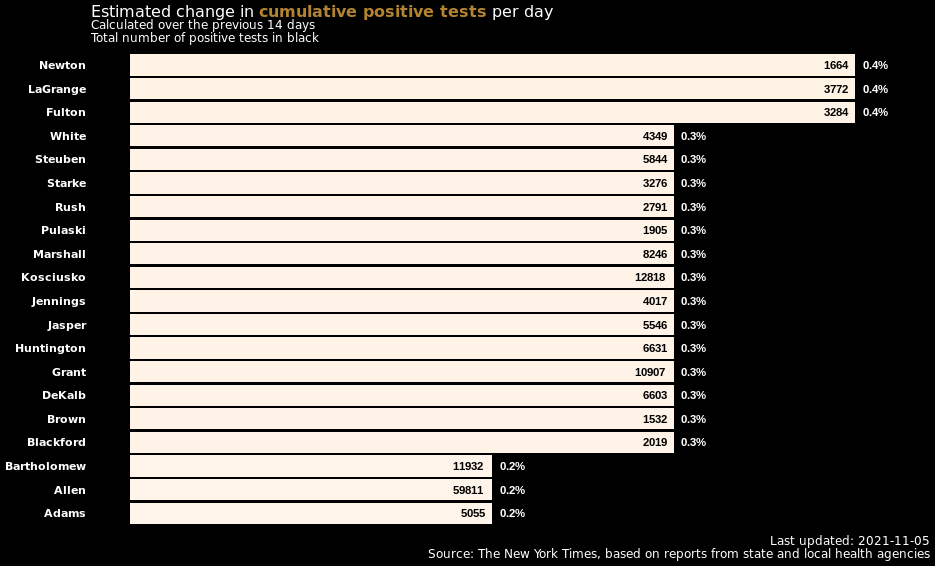 Estimated change in cumulative positive tests per day
Calculated over the previous 14 days
Total number of positive tests in black
Newton 1664 0.4%
LaGrange 3772 0.4%
Fulton 3284 0.4%
White 4349 0.3%
Steuben 5844 0.3%
Starke 3276 0.3%
Rush 2791 0.3%
Pulaski 1905 0.3%
Marshall 8246 0.3%
Kosciusko 12818 0.3%
Jennings 4017 0.3%
Jasper 5546 0.3%
Huntington 6631 0.3%
Grant 10907 0.3%
DeKalb 6603 0.3%
Brown 1532 0.3%
Blackford 2019 0.3%
Bartholomew 11932 0.2%
Allen 59811 0.2%
Adams 5055 0.2%
Last updated: 2021-11-05
Source: The New York Times, based on reports from state and local health agencies